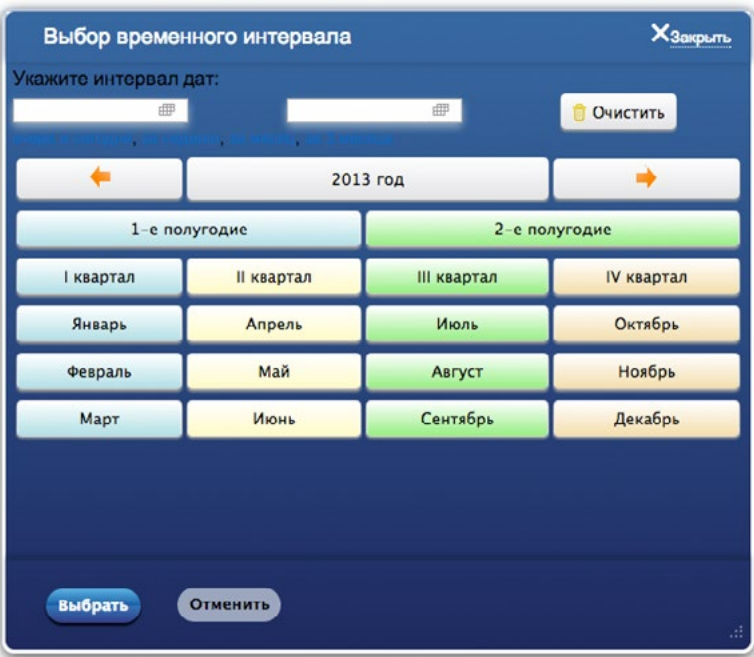 Выбор временного интервала
Закрыть
Укажите интервал дат:
Очистить
2013 год
1-е полугодие 2-е полугодие
I квартал II квартал III квартал IV квартал
Январь Апрель Июль Октябрь
Февраль Май Август Ноябрь
Март Июнь Сентябрь Декабрь
Выбрать Отменить